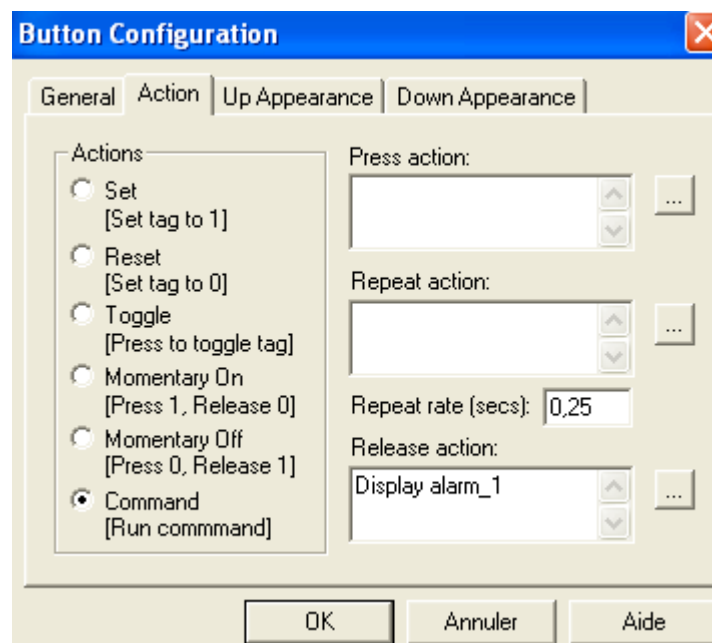 Button Configuration
General Action Up Appearance Down Appearance
Actions
Set
[Set tag to 1]
Reset
[Set tag to 0]
Toggle
[Press to toggle tag]
Momentary On
[Press 1, Release 0]
Momentary Off
[Press 0, Release 1]
Command
[Run commmand]
Press action:
...
Repeat action:
...
Repeat rate (secs): 0,25
Release action:
Display alarm_1
...
OK Annuler Aide